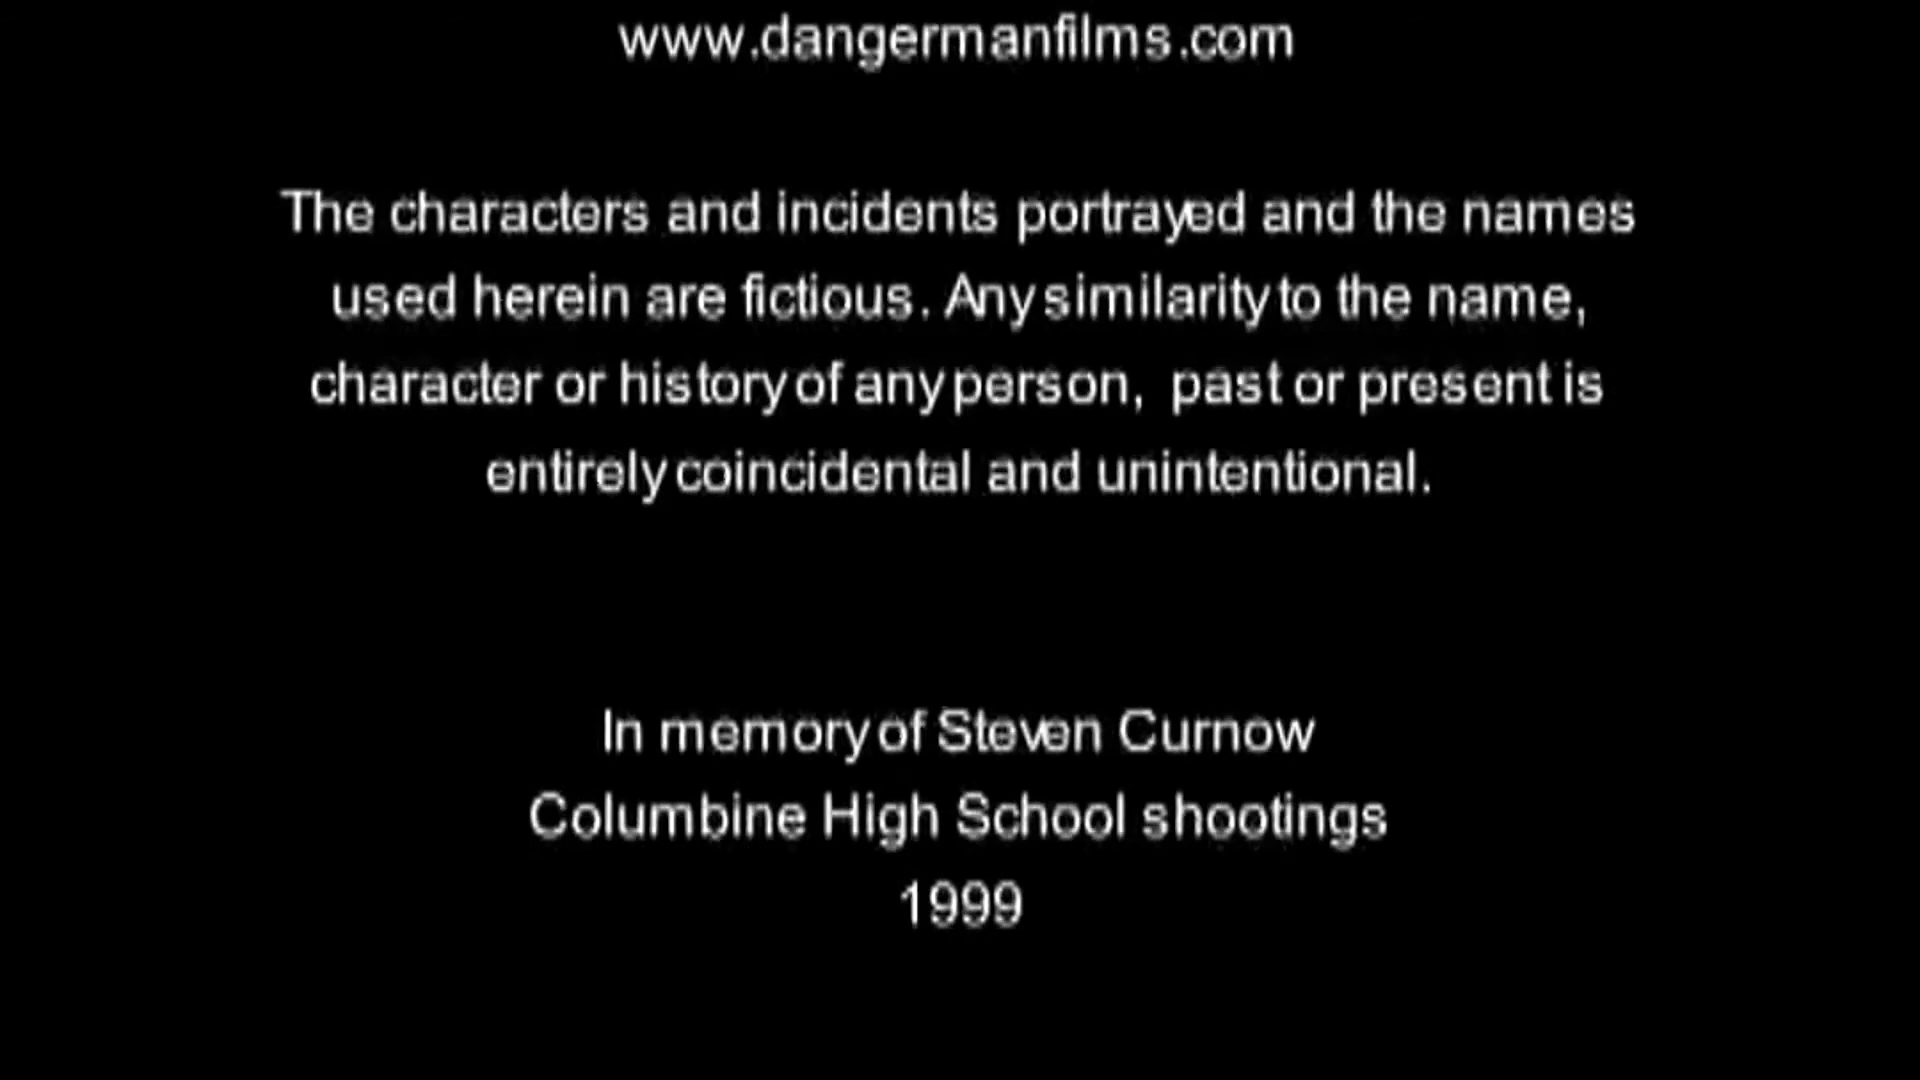 www.dangermanfilms.com
The characters and incidents portrayed and the names
used herein are fictious. Any similarity to the name,
character or history of any person, past or present is
entirely coincidental and unintentional.
In memory of Steven Curnow
Columbine High School shootings
1999